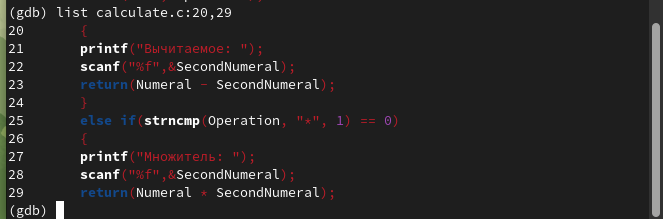 (gdb) list calculate.c:20,29
20 {
21 printf("Вычитаемое: ");
22 scanf("%f",&SecondNumeral);
23 return(Numeral - SecondNumeral);
24 }
25 else if(strncmp(Operation, "*", 1) == 0)
26 {
27 printf("Множитель: ");
28 scanf("%f",&SecondNumeral);
29 return(Numeral * SecondNumeral);
(gdb)